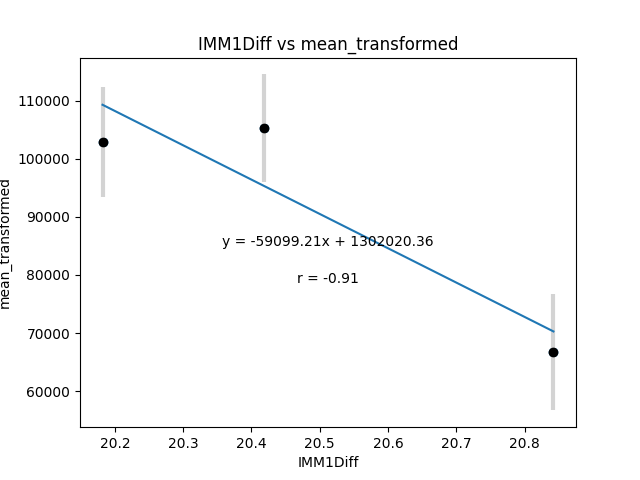 IMM1Diff vs mean_transformed
mean_transformed
110000
100000
90000
80000
70000
60000
y = -59099.21x + 1302020.36
r = -0.91
20.2 20.3 20.4 20.5 20.6 20.7 20.8
IMM1Diff